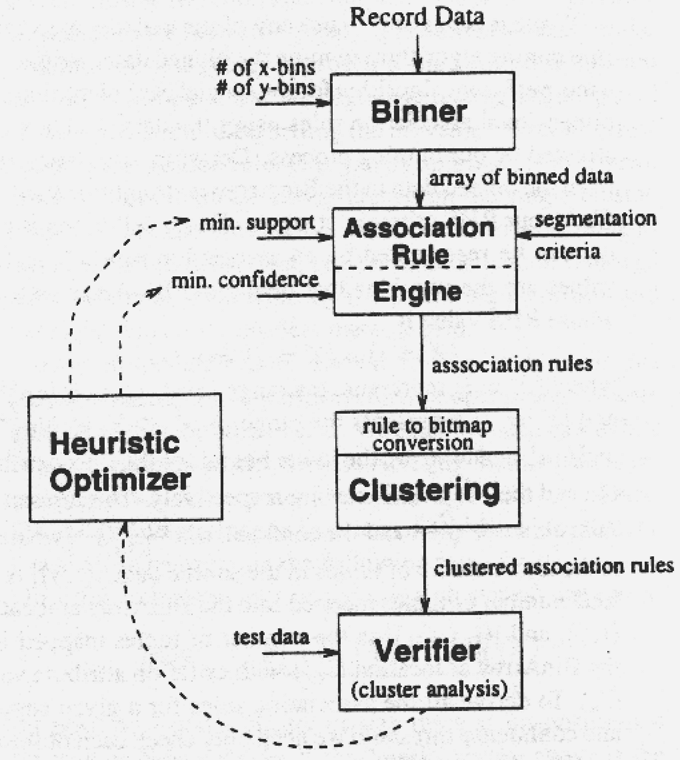 Record Data
# of x-bins
# of y-bins
Binner
array of binned data
min. support
Association
Rule
segmentation
criteria
min. confidence
Engine
asssociation rules
Heuristic
Optimizer
rule to bitmap
conversion
Clustering
clustered association rules
test data
Verifier
(cluster analysis)